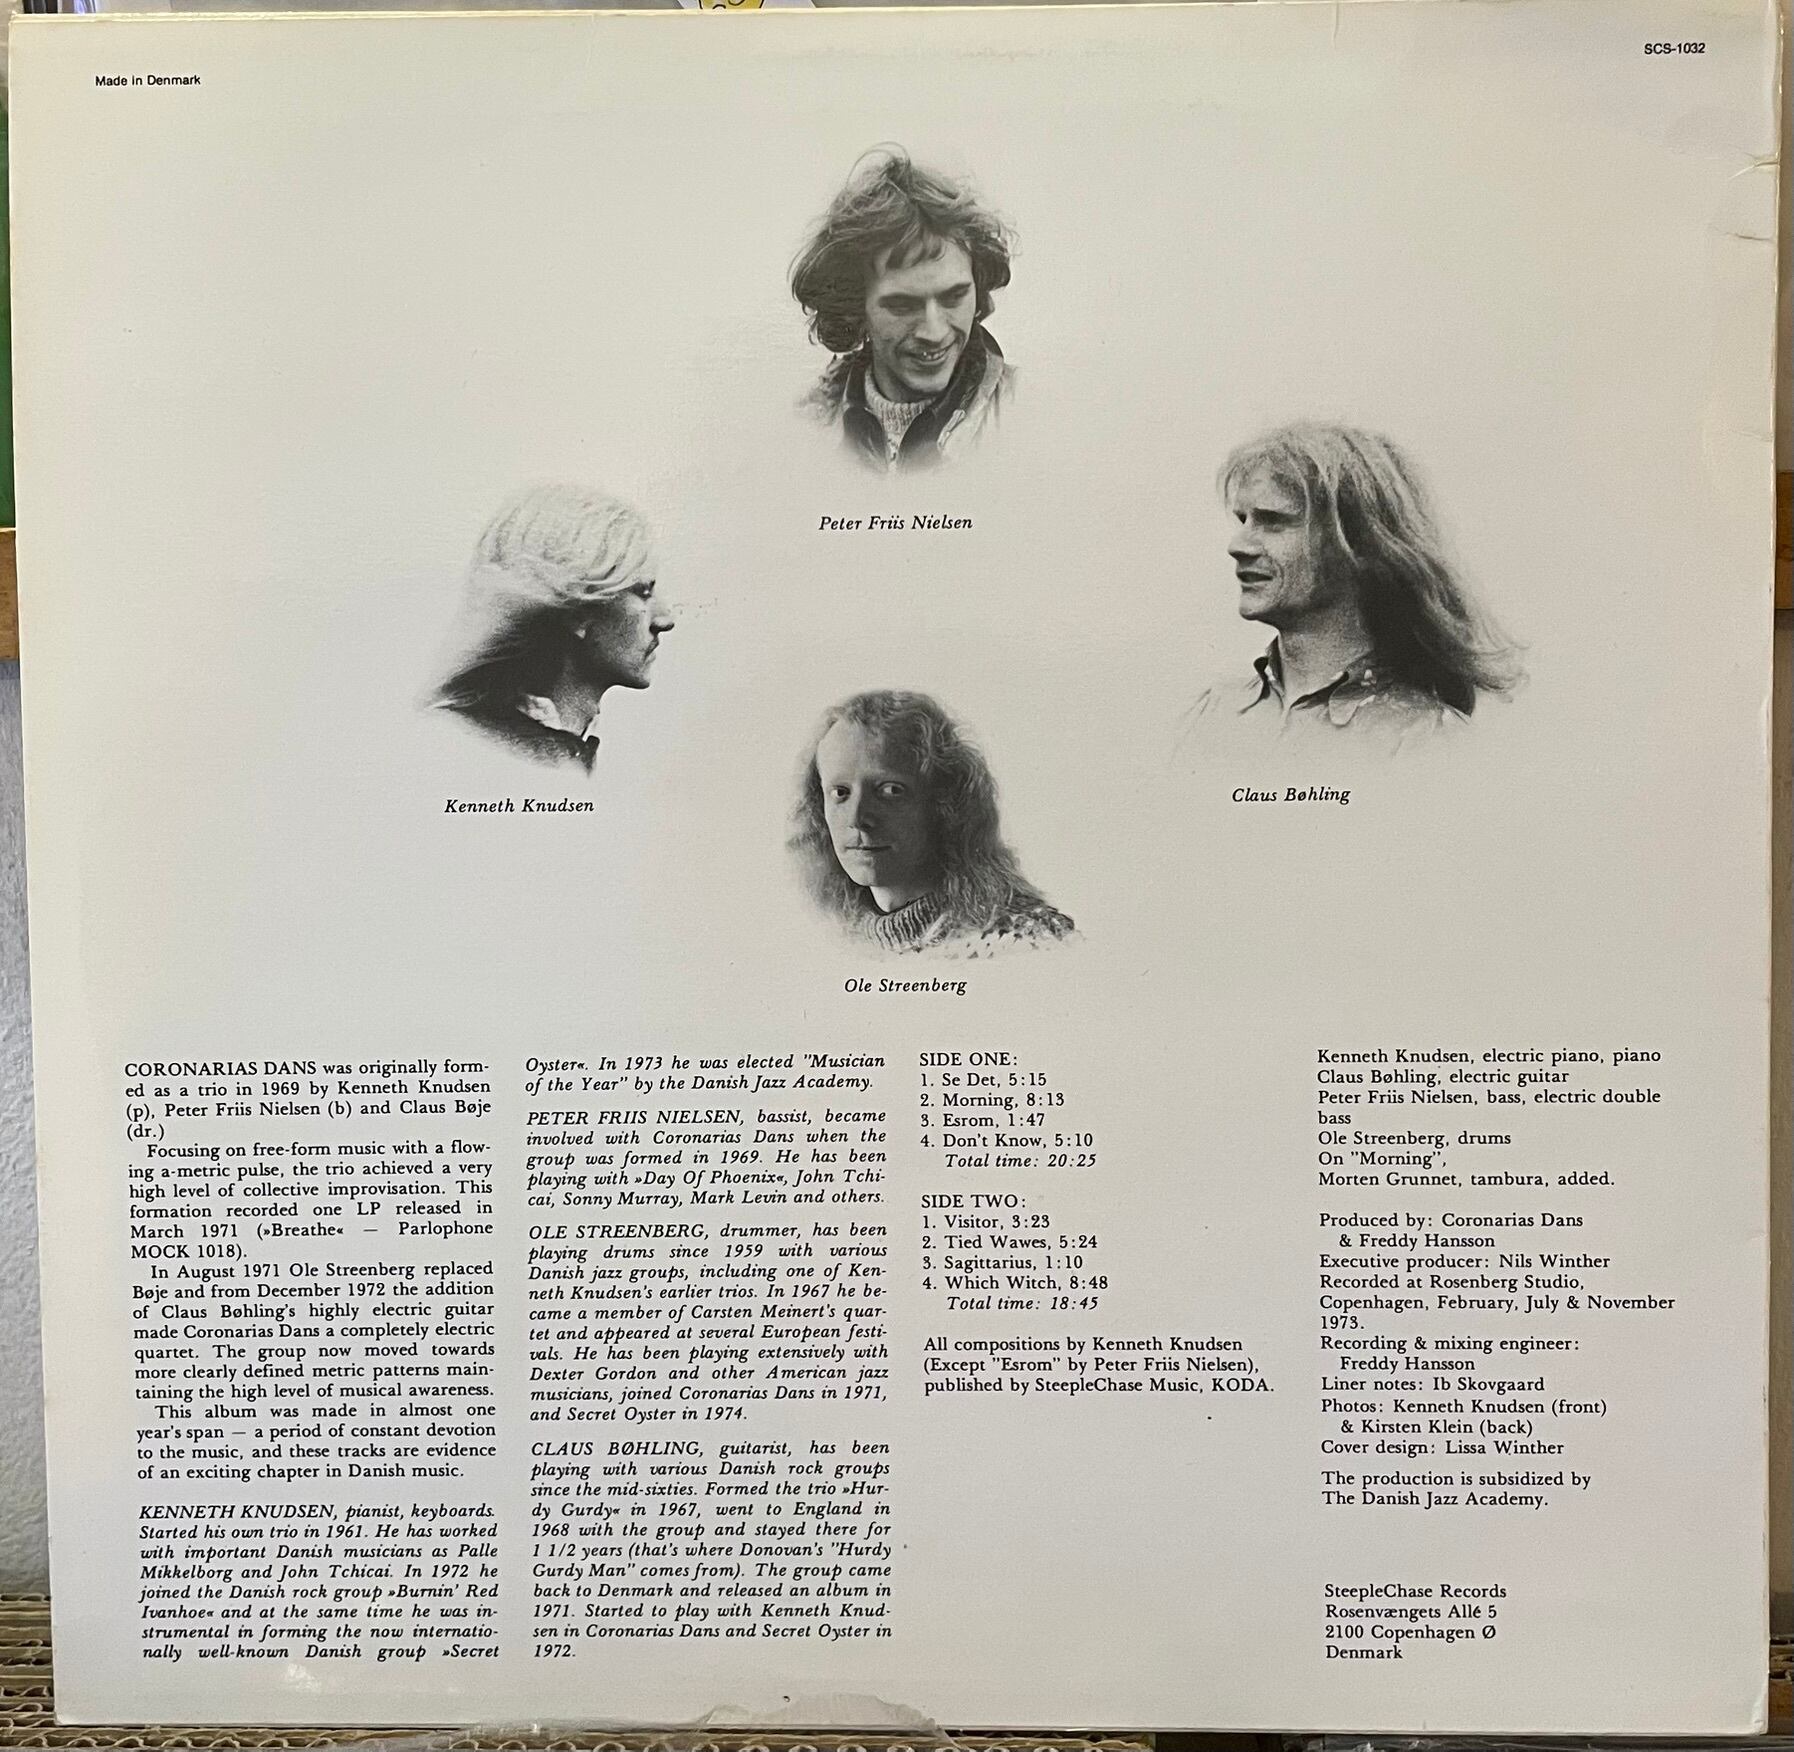 Made in Denmark
SCS-1032
Peter Friis Nielsen
Kenneth Knudsen
Claus Bøhling
Ole Streenberg
CORONARIAS DANS was originally form-
ed as a trio in 1969 by Kenneth Knudsen
(p), Peter Friis Nielsen (b) and Claus Bøje
(dr.)
Focusing on free-form music with a flow-
ing a-metric pulse, the trio achieved a very
high level of collective improvisation. This
formation recorded one LP released in
March 1971 (»Breathe« — Parlophone
MOCK 1018).
In August 1971 Ole Streenberg replaced
Bøje and from December 1972 the addition
of Claus Bøhling's highly electric guitar
made Coronarias Dans a completely electric
quartet. The group now moved towards
more clearly defined metric patterns main-
taining the high level of musical awareness.
This album was made in almost one
year's span — a period of constant devotion
to the music, and these tracks are evidence
of an exciting chapter in Danish music.
KENNETH KNUDSEN, pianist, keyboards.
Started his own trio in 1961. He has worked
with important Danish musicians as Palle
Mikkelborg and John Tchicai. In 1972 he
joined the Danish rock group »Burnin' Red
Ivanhoe« and at the same time he was in-
strumental in forming the now internatio-
nally well-known Danish group »Secret
Oyster«. In 1973 he was elected "Musician
of the Year" by the Danish Jazz Academy.
PETER FRIIS NIELSEN, bassist, became
involved with Coronarias Dans when the
group was formed in 1969. He has been
playing with »Day Of Phoenix«, John Tchi-
cai, Sonny Murray, Mark Levin and others.
OLE STREENBERG, drummer, has been
playing drums since 1959 with various
Danish jazz groups, including one of Ken-
neth Knudsen's earlier trios. In 1967 he be-
came a member of Carsten Meinert's quar-
tet and appeared at several European festi-
vals. He has been playing extensively with
Dexter Gordon and other American jazz
musicians, joined Coronarias Dans in 1971,
and Secret Oyster in 1974.
CLAUS BØHLING, guitarist, has been
playing with various Danish rock groups
since the mid-sixties. Formed the trio »Hur-
dy Gurdy« in 1967, went to England in
1968 with the group and stayed there for
1 1/2 years (that's where Donovan's "Hurdy
Gurdy Man" comes from). The group came
back to Denmark and released an album in
1971. Started to play with Kenneth Knud-
sen in Coronarias Dans and Secret Oyster in
1972.
SIDE ONE:
1. Se Det, 5:15
2. Morning, 8:13
3. Esrom, 1:47
4. Don't Know, 5:10
Total time: 20:25
SIDE TWO:
1. Visitor, 3:23
2. Tied Wawes, 5:24
3. Sagittarius, 1:10
4. Which Witch, 8:48
Total time: 18:45
All compositions by Kenneth Knudsen
(Except "Esrom" by Peter Friis Nielsen),
published by SteepleChase Music, KODA.
Kenneth Knudsen, electric piano, piano
Claus Bøhling, electric guitar
Peter Friis Nielsen, bass, electric double
bass
Ole Streenberg, drums
On "Morning",
Morten Grunnet, tambura, added.
Produced by: Coronarias Dans
& Freddy Hansson
Executive producer: Nils Winther
Recorded at Rosenberg Studio,
Copenhagen, February, July & November
1973.
Recording & mixing engineer:
Freddy Hansson
Liner notes: Ib Skovgaard
Photos: Kenneth Knudsen (front)
& Kirsten Klein (back)
Cover design: Lissa Winther
The production is subsidized by
The Danish Jazz Academy.
SteepleChase Records
Rosenvængets Allé 5
2100 Copenhagen Ø
Denmark